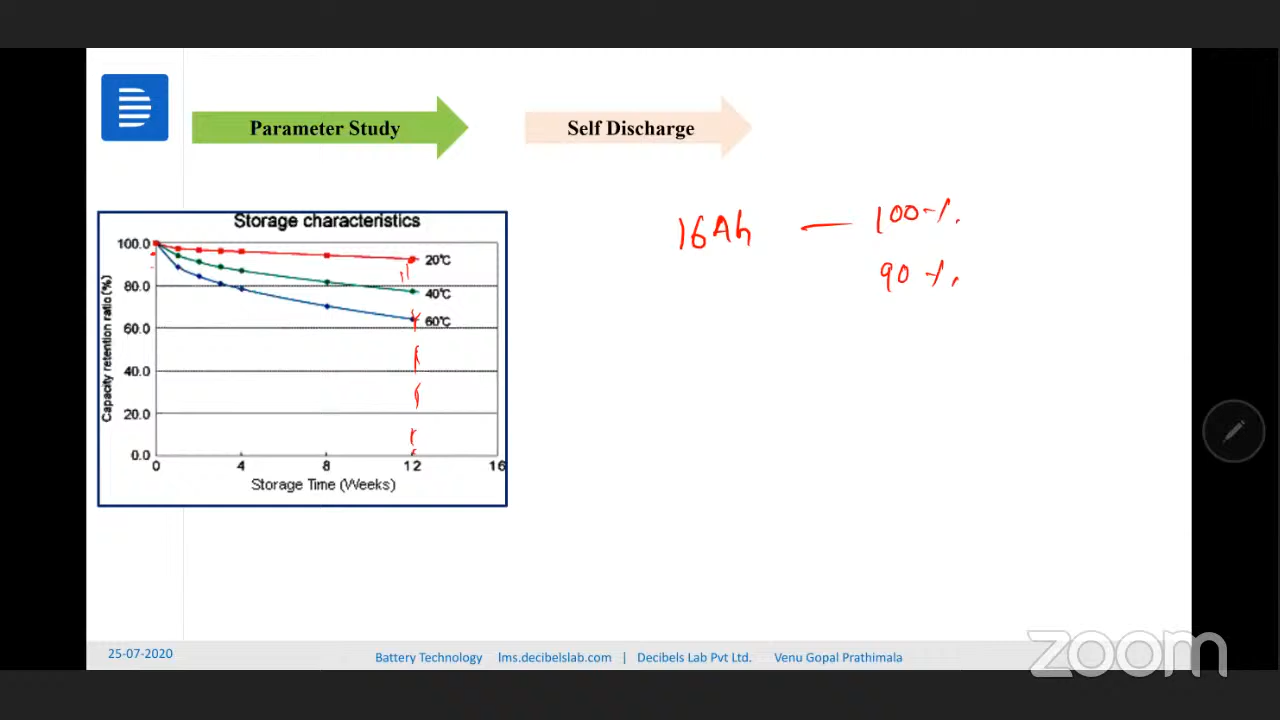 Parameter Study
Self Discharge
Storage characteristics
100.0
80.0
60.0
40.0
20.0
0.0
Capacity retention ratio (%)
20℃
40℃
60℃
0 4 8 12 16
Storage Time (Weeks)
16Ah — 100%
90%
25-07-2020
Battery Technology lms.decibelslab.com | Decibels Lab Pvt Ltd. Venu Gopal Prathimala
zoom